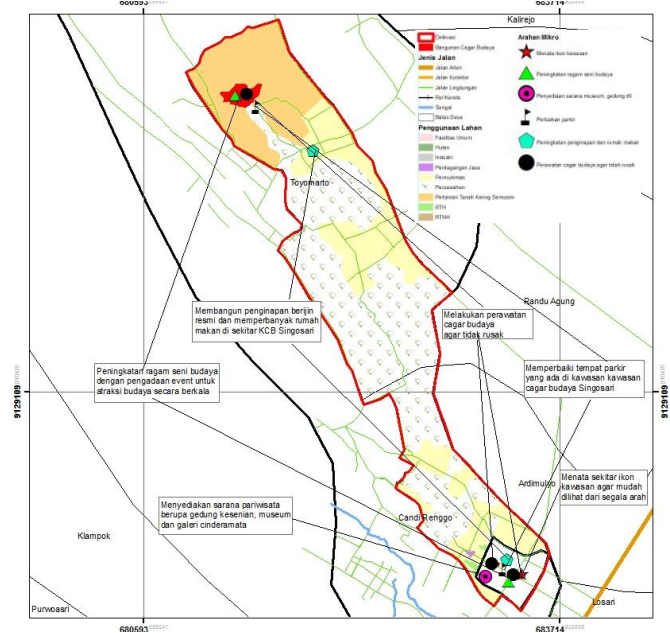 680593
683714
Kalirejo
Delineasi
Bangunan Cagar Budaya
Jenis Jalan
Jalan Arteri
Jalan Kolektor
Jalan Lingkungan
Rel Kereta
Sungai
Batas Desa
Penggunaan Lahan
Fasilitas Umum
Hutan
Industri
Perdagangan Jasa
Permukiman
Persawahan
Pertanian Tanah Kering Semusim
RTH
RTNH
Arahan Mikro
Menata ikon kawasan
Peningkatan ragam seni budaya
Menyediaan sarana museum, gedung dll
Perbaikan parkir
Peningkatan penginapan dan rumah makan
Perawatan cagar budaya agar tidak rusak
Toyomarto
Randu Agung
Membangun penginapan berijin
resmi dan memperbanyak rumah
makan di sekitar KCB Singosari
Melakukan perawatan
cagar budaya
agar tidak rusak
Peningkatan ragam seni budaya
dengan pengadaan event untuk
atraksi budaya secara berkala
Memperbaiki tempat parkir
yang ada di kawasan kawasan
cagar budaya Singosari
9129109
9129109
Menata sekitar ikon
kawasan agar mudah
dilihat dari segala arah
Ardimulyo
Menyediakan sarana pariwisata
berupa gedung kesenian, museum
dan galeri cinderamata
Candi Renggo
Klampok
Purwoasri
Losari
680593
683714